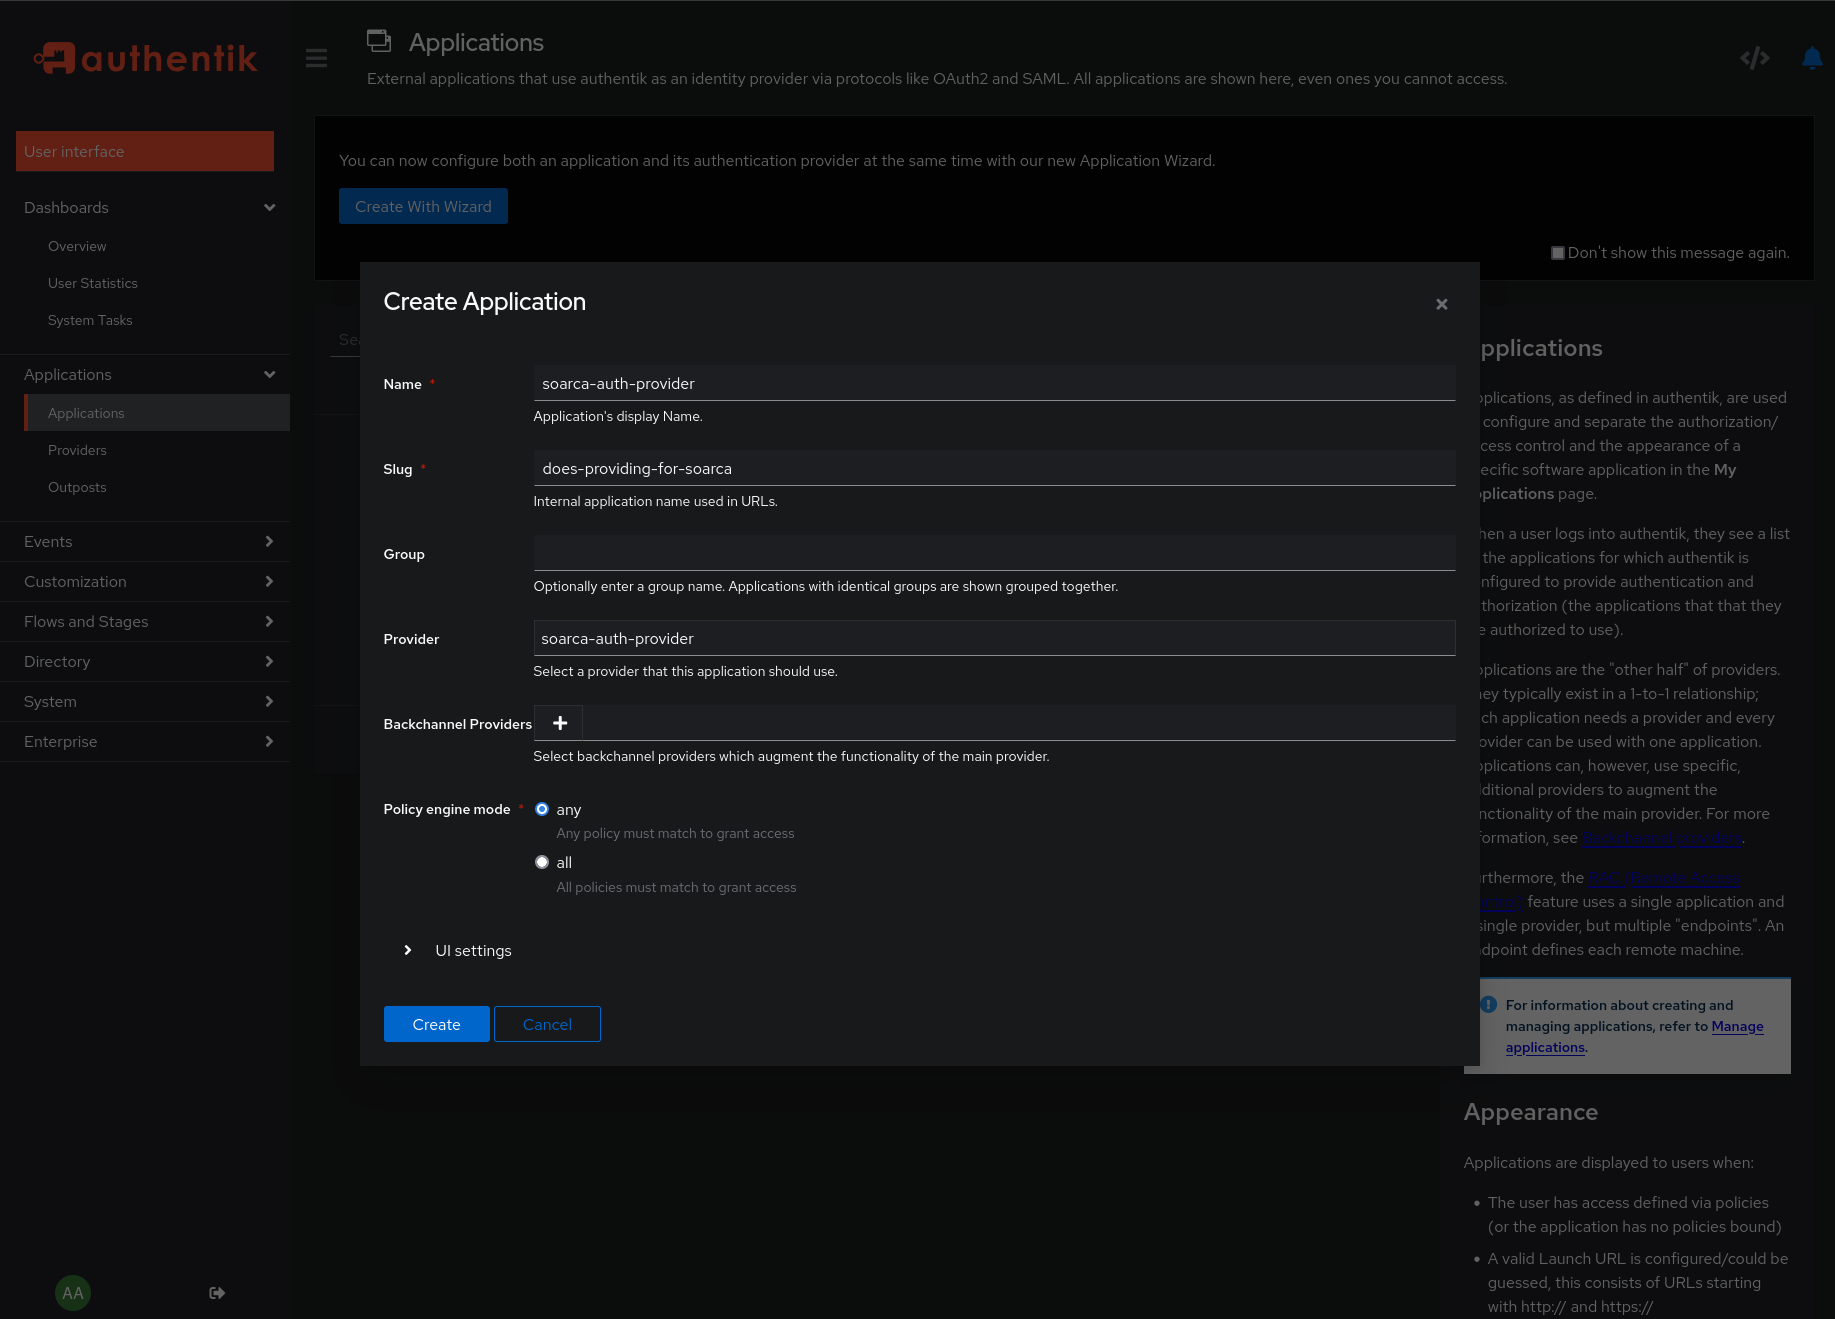 authentik
User interface
Dashboards
Overview
User Statistics
System Tasks
Applications
Applications
Providers
Outposts
Events
Customization
Flows and Stages
Directory
System
Enterprise
AA
Applications
External applications that use authentik as an identity provider via protocols like OAuth2 and SAML. All applications are shown here, even ones you cannot access.
You can now configure both an application and its authentication provider at the same time with our new Application Wizard.
Create With Wizard
Don't show this message again.
Create Application
Name *
soarca-auth-provider
Application's display Name.
Slug *
does-providing-for-soarca
Internal application name used in URLs.
Group
Optionally enter a group name. Applications with identical groups are shown grouped together.
Provider
soarca-auth-provider
Select a provider that this application should use.
Backchannel Providers
Select backchannel providers which augment the functionality of the main provider.
Policy engine mode *
any
Any policy must match to grant access
all
All policies must match to grant access
UI settings
Create
Cancel
pplications
plications, as defined in authentik, are used
configure and separate the authorization/
cess control and the appearance of a
ecific software application in the My
plications page.
hen a user logs into authentik, they see a list
the applications for which authentik is
nfigured to provide authentication and
thorization (the applications that that they
e authorized to use).
plications are the "other half" of providers.
ey typically exist in a 1-to-1 relationship;
ch application needs a provider and every
ovider can be used with one application.
plications can, however, use specific,
ditional providers to augment the
nctionality of the main provider. For more
formation, see Backchannel providers.
rthermore, the RAC (Remote Access
feature uses a single application and
single provider, but multiple "endpoints". An
dpoint defines each remote machine.
For information about creating and
managing applications, refer to Manage
applications.
Appearance
Applications are displayed to users when:
• The user has access defined via policies
(or the application has no policies bound)
• A valid Launch URL is configured/could be
guessed, this consists of URLs starting
with http:// and https://